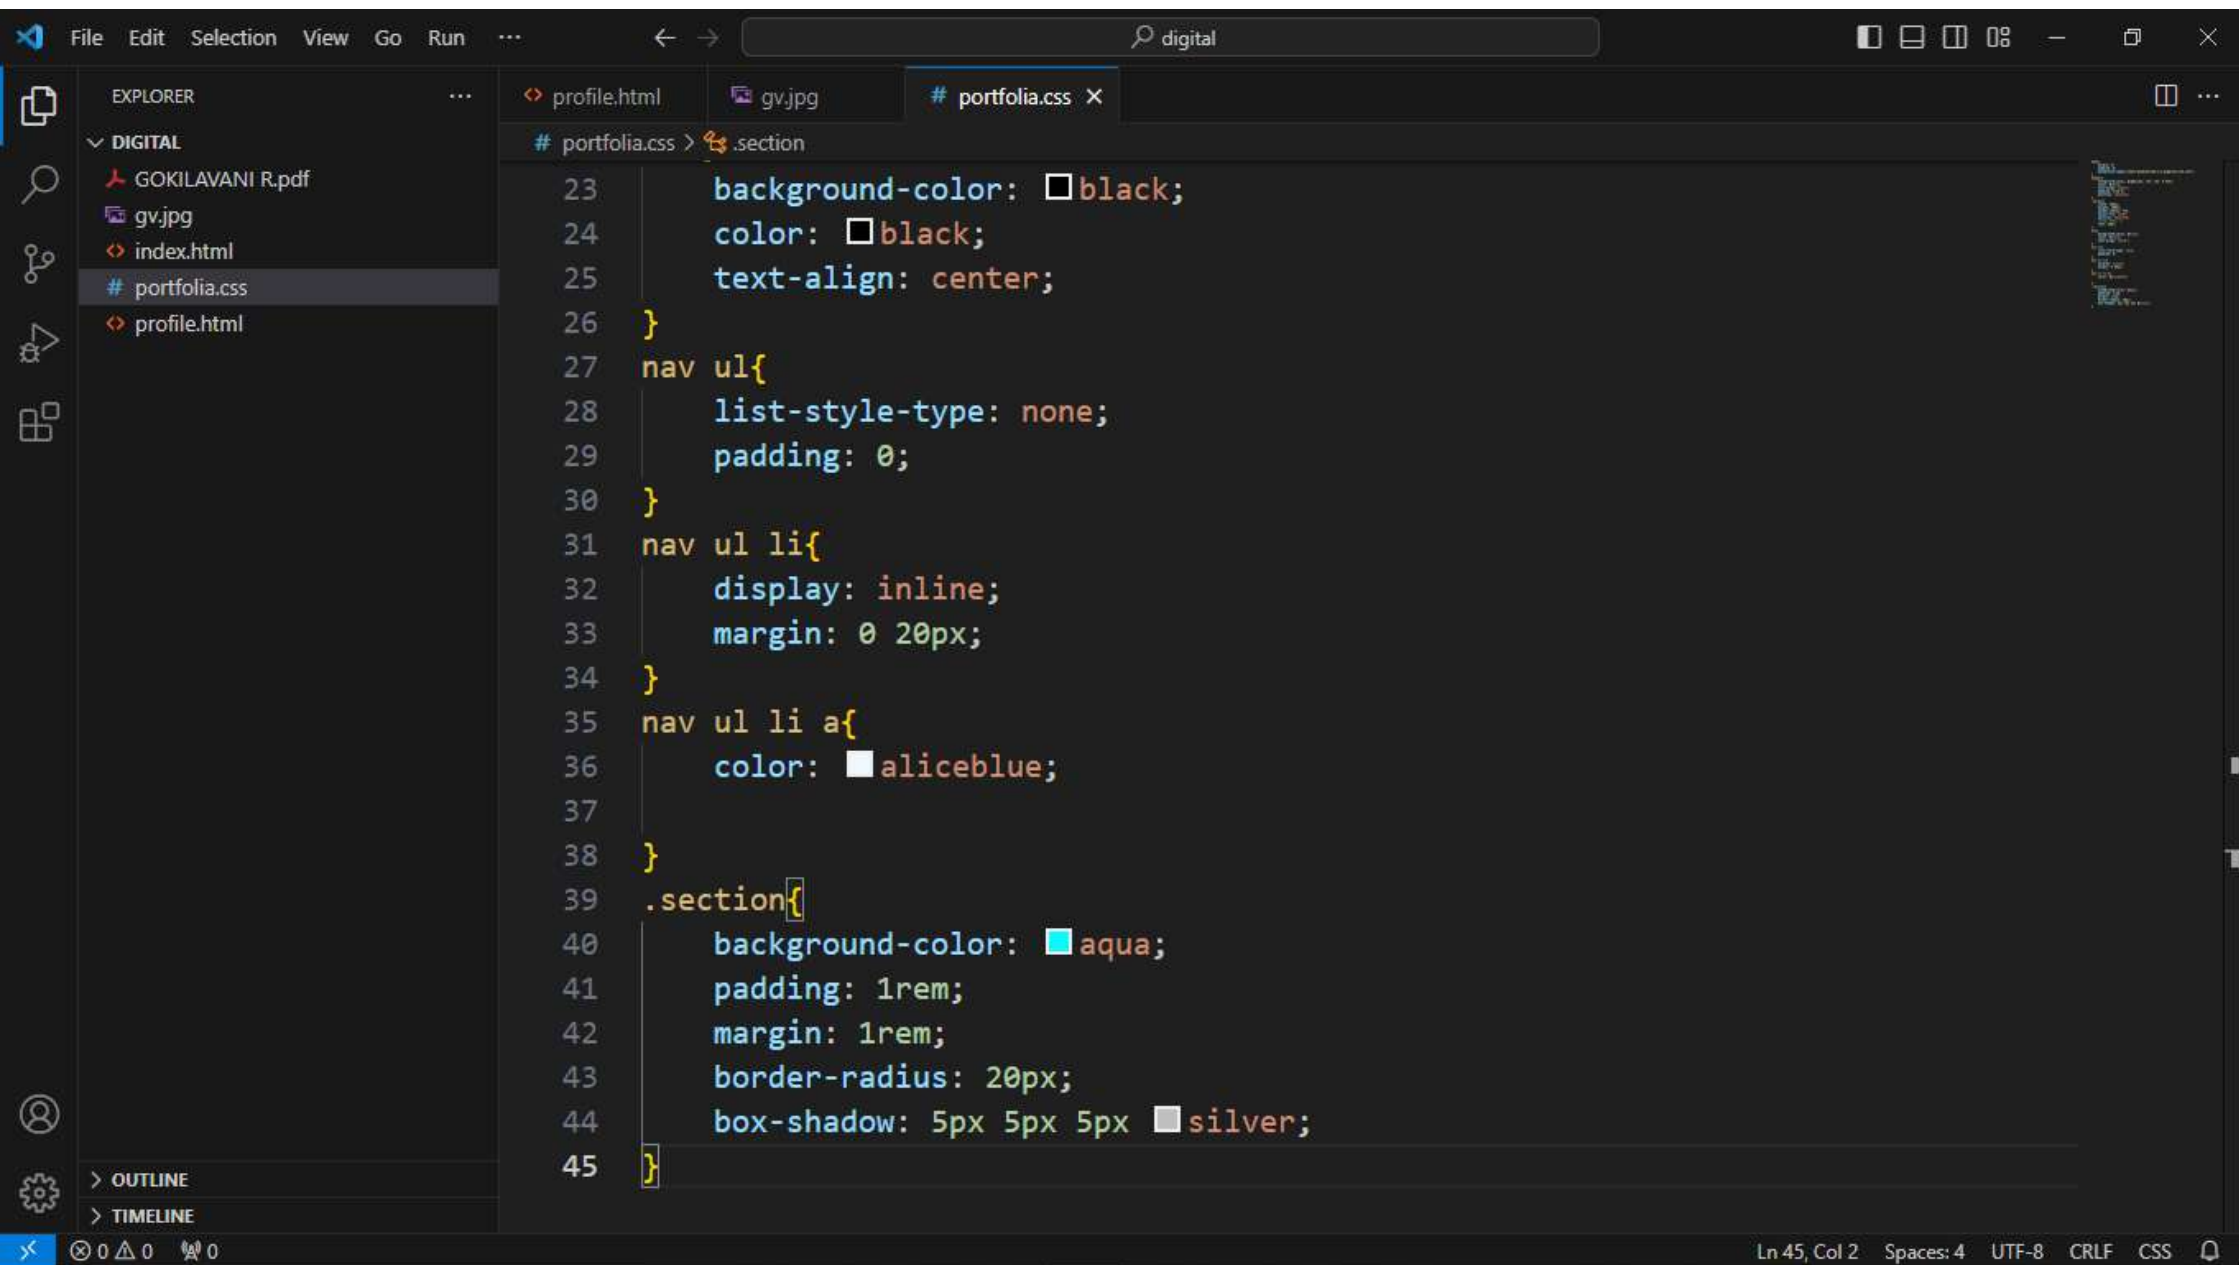 File Edit Selection View Go Run ··· digital
EXPLORER ···
DIGITAL
GOKILAVANI R.pdf
gv.jpg
index.html
portfolia.css
profile.html
OUTLINE
TIMELINE
profile.html gv.jpg # portfolia.css
# portfolia.css > .section
23 background-color: black;
24 color: black;
25 text-align: center;
26 }
27 nav ul{
28 list-style-type: none;
29 padding: 0;
30 }
31 nav ul li{
32 display: inline;
33 margin: 0 20px;
34 }
35 nav ul li a{
36 color: aliceblue;
37
38 }
39 .section{
40 background-color: aqua;
41 padding: 1rem;
42 margin: 1rem;
43 border-radius: 20px;
44 box-shadow: 5px 5px 5px silver;
45 }
0 0 0 Ln 45, Col 2 Spaces: 4 UTF-8 CRLF CSS